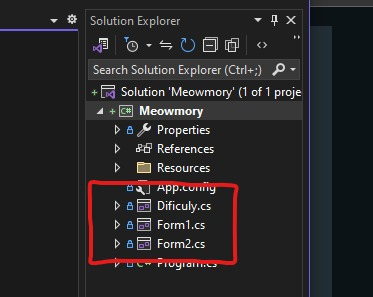 Solution Explorer
Search Solution Explorer (Ctrl+;)
Solution 'Meowmory' (1 of 1 proje
C# Meowmory
Properties
References
Resources
App.config
Dificuly.cs
Form1.cs
Form2.cs
C# Program.cs